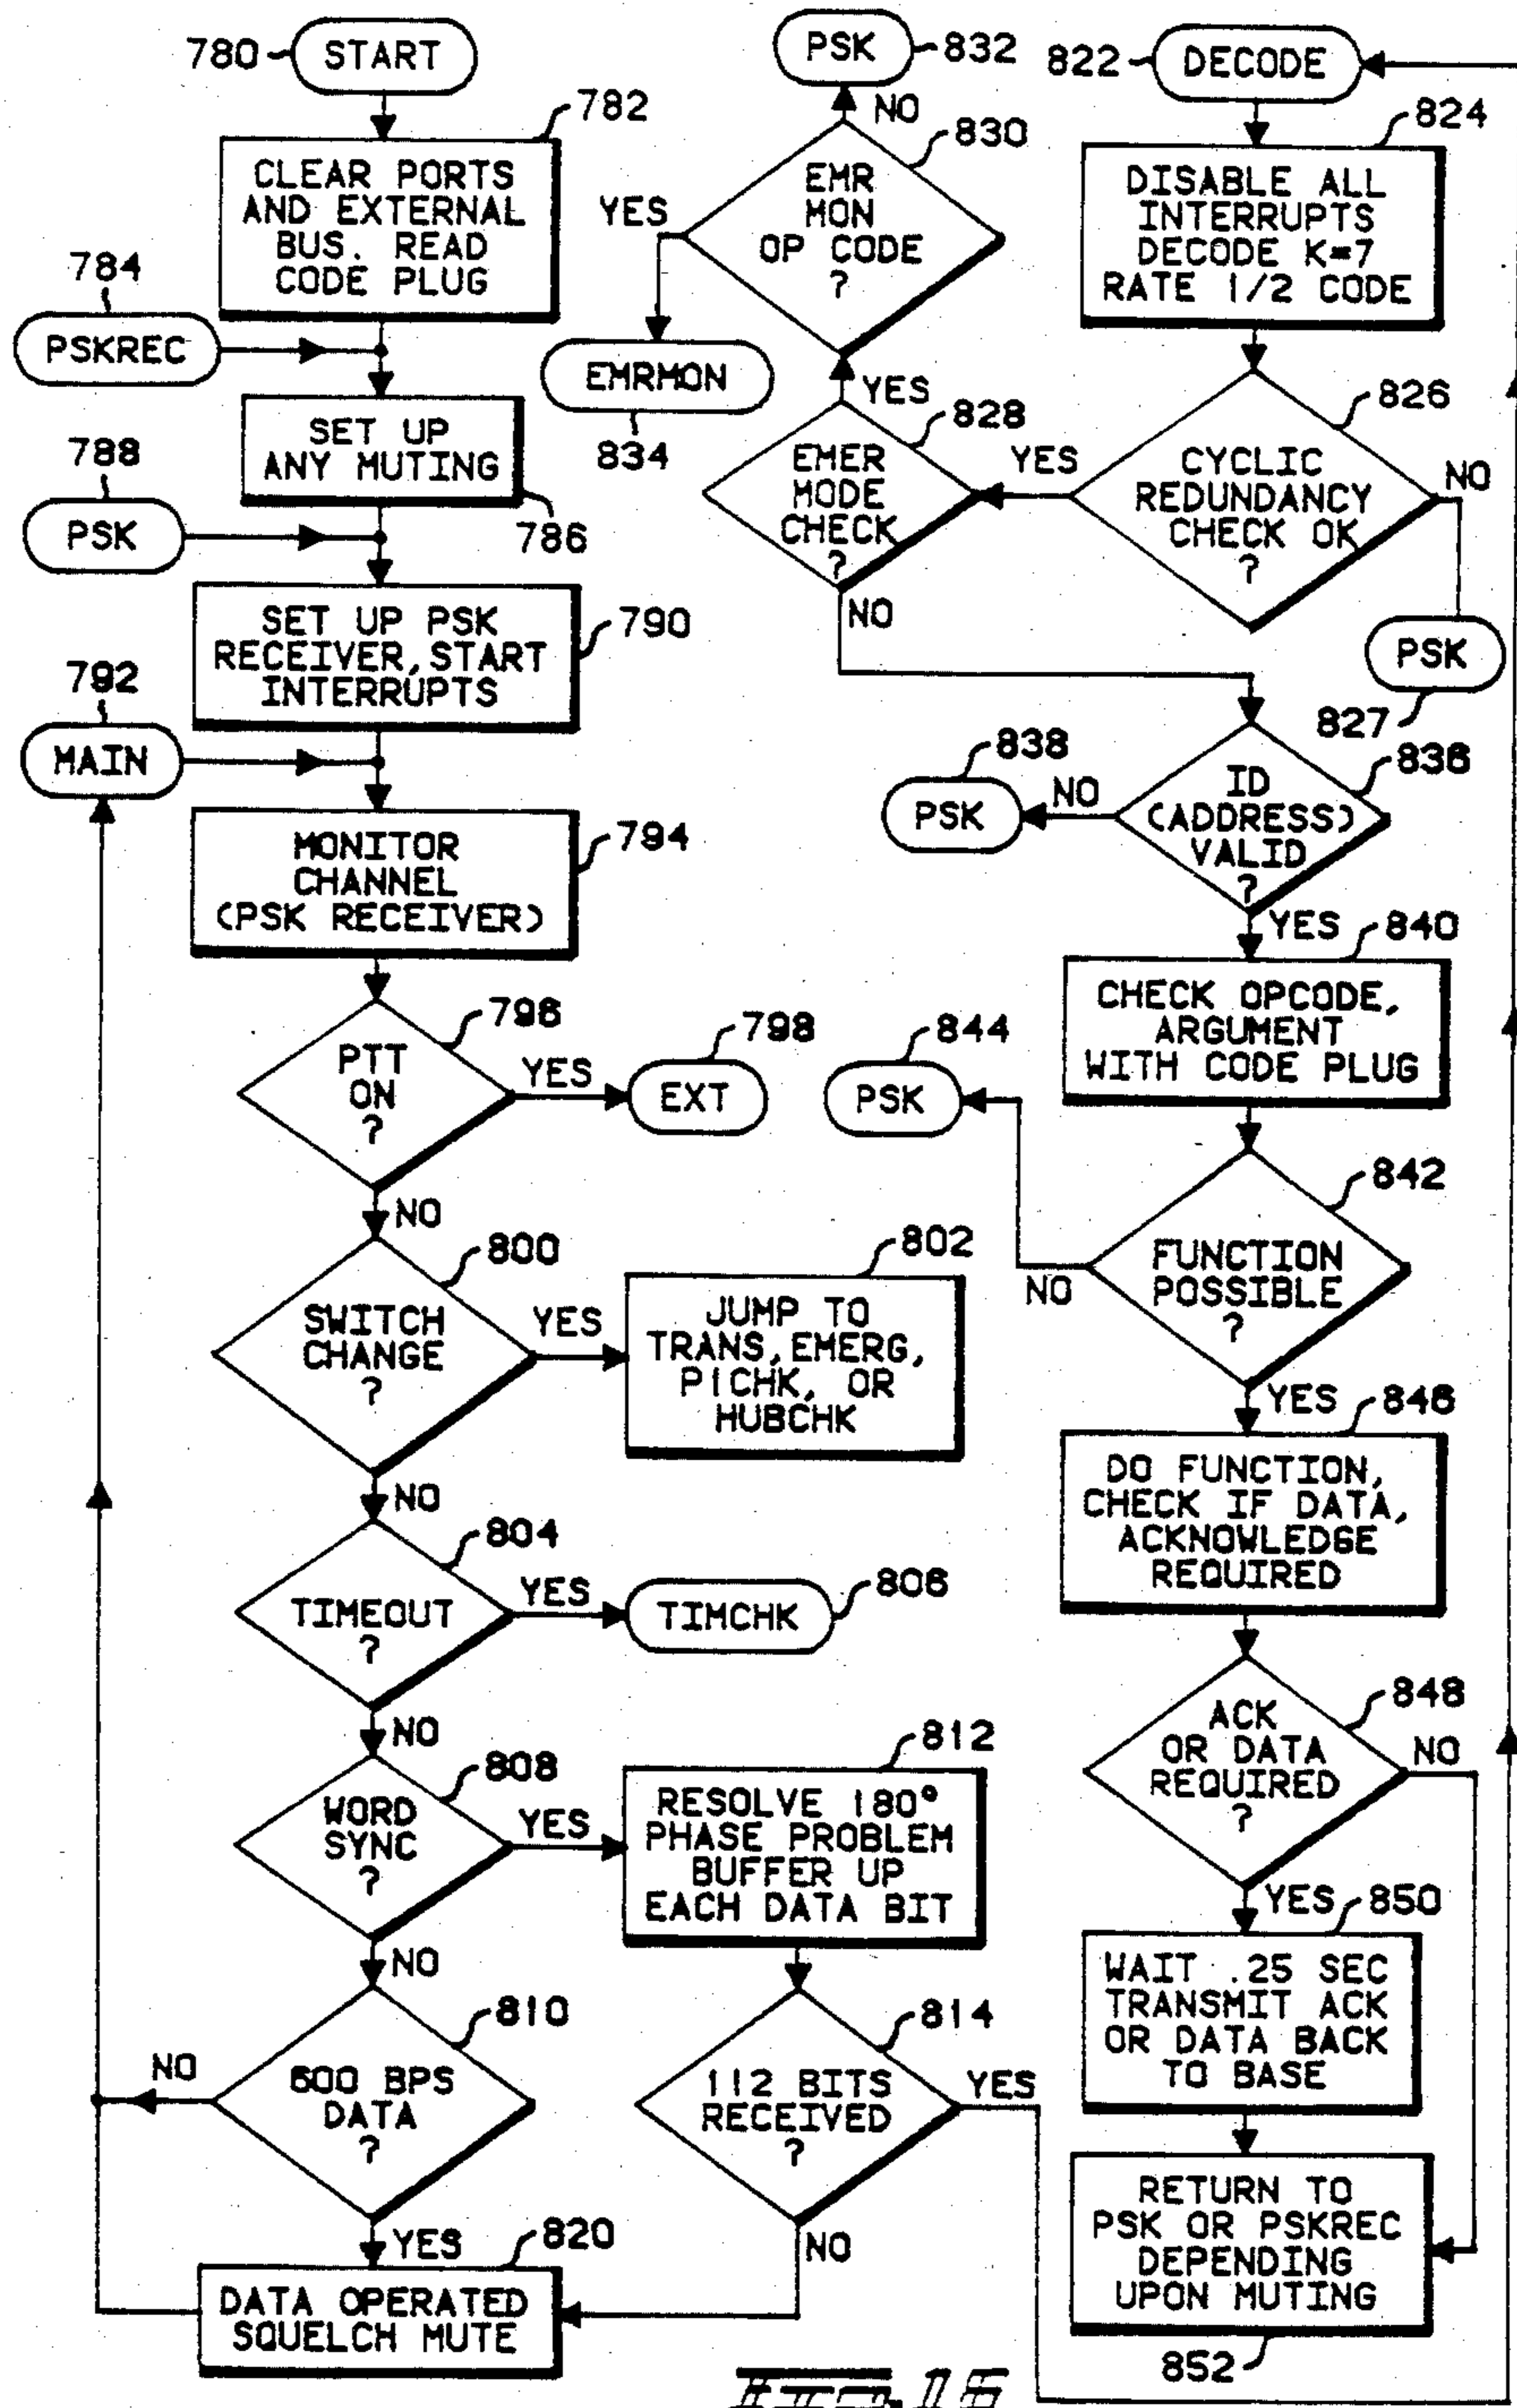 780
START
782
CLEAR PORTS
AND EXTERNAL
BUS. READ
CODE PLUG
784
PSKREC
SET UP
ANY MUTING
786
788
PSK
SET UP PSK
RECEIVER, START
INTERRUPTS
790
792
MAIN
MONITOR
CHANNEL
(PSK RECEIVER)
794
PTT
ON
?
796
YES
798
EXT
NO
SWITCH
CHANGE
?
800
YES
802
JUMP TO
TRANS, EMERG,
PICHK, OR
HUBCHK
NO
TIMEOUT
?
804
YES
TIMCHK
806
NO
WORD
SYNC
?
808
YES
812
RESOLVE 180°
PHASE PROBLEM
BUFFER UP
EACH DATA BIT
NO
600 BPS
DATA
?
810
NO
YES
814
112 BITS
RECEIVED
?
YES
NO
820
DATA OPERATED
SQUELCH MUTE
PSK
832
NO
830
EMR
MON
OP CODE
?
YES
EMRMON
834
YES
828
EMER
MODE
CHECK
?
NO
822
DECODE
824
DISABLE ALL
INTERRUPTS
DECODE K=7
RATE 1/2 CODE
826
CYCLIC
REDUNDANCY
CHECK OK
?
YES
NO
PSK
827
836
ID
(ADDRESS)
VALID
?
NO
838
PSK
YES
840
CHECK OPCODE,
ARGUMENT
WITH CODE PLUG
844
PSK
842
FUNCTION
POSSIBLE
?
NO
YES
846
DO FUNCTION,
CHECK IF DATA,
ACKNOWLEDGE
REQUIRED
848
ACK
OR DATA
REQUIRED
?
NO
YES
850
WAIT .25 SEC
TRANSMIT ACK
OR DATA BACK
TO BASE
RETURN TO
PSK OR PSKREC
DEPENDING
UPON MUTING
852
FIG. 16